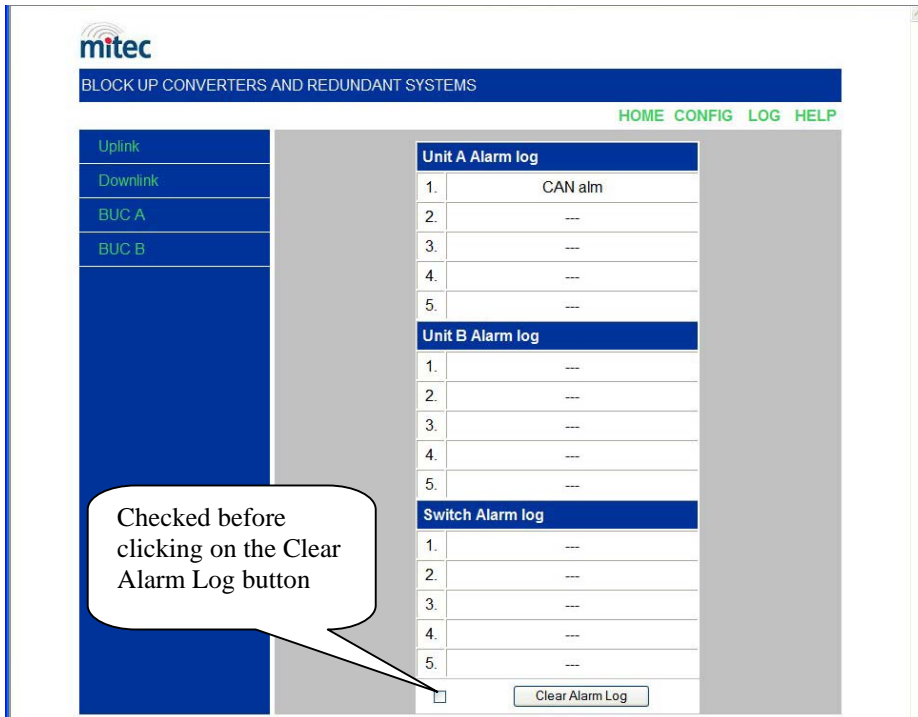 mitec
BLOCK UP CONVERTERS AND REDUNDANT SYSTEMS
HOME CONFIG LOG HELP
Uplink
Downlink
BUC A
BUC B
Unit A Alarm log
1. CAN alm
2. ---
3. ---
4. ---
5. ---
Unit B Alarm log
1. ---
2. ---
3. ---
4. ---
5. ---
Switch Alarm log
1. ---
2. ---
3. ---
4. ---
5. ---
Clear Alarm Log
Checked before
clicking on the Clear
Alarm Log button